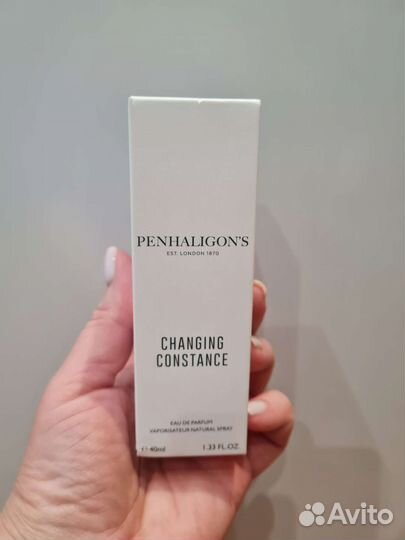 PENHALIGON'S
EST. LONDON 1870
CHANGING
CONSTANCE
EAU DE PARFUM
VAPORISATEUR NATURAL SPRAY
℮ 40ml 1.33 FL.OZ.
Avito